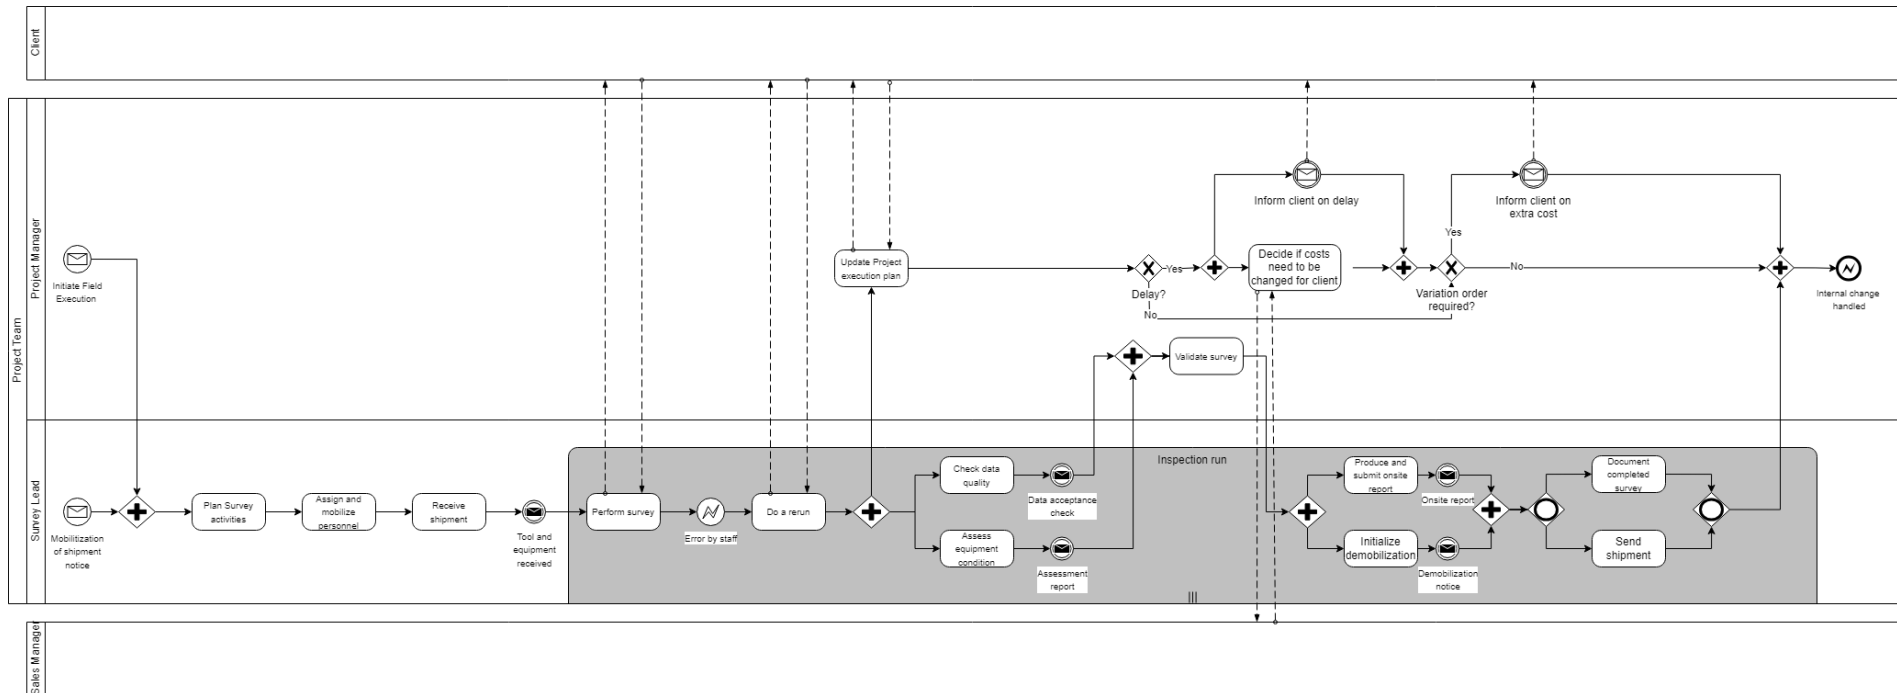 Client
Project Team
Project Manager
Initiate Field
Execution
Update Project
execution plan
Delay?
Yes
No
Inform client on delay
Decide if costs
need to be
changed for client
Variation order
required?
Yes
No
Inform client on
extra cost
Internal change
handled
Validate survey
Survey Lead
Mobilitization
of shipment
notice
Plan Survey
activities
Assign and
mobilize
personnel
Receive
shipment
Tool and
equipment
received
Inspection run
Perform survey
Error by staff
Do a rerun
Check data
quality
Data acceptance
check
Assess
equipment
condition
Assessment
report
Produce and
submit onsite
report
Onsite report
Initialize
demobilization
Demobilization
notice
Document
completed
survey
Send
shipment
Sales Manager